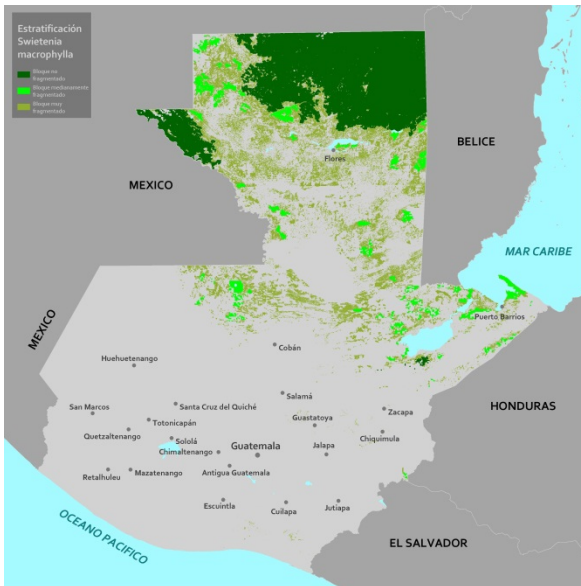 Estratificación
Swietenia
macrophylla
Bloque no
fragmentado
Bloque medianamente
fragmentado
Bloque muy
fragmentado
Flores
BELICE
MEXICO
MAR CARIBE
Puerto Barrios
MEXICO
Cobán
Huehuetenango
HONDURAS
Salamá
San Marcos
Santa Cruz del Quiché
Zacapa
Totonicapán
Guastatoya
Quetzaltenango
Chiquimula
Sololá
Guatemala
Chimaltenango
Jalapa
Retalhuleu
Mazatenango
Antigua Guatemala
Escuintla
Cuilapa
Jutiapa
OCEANO PACIFICO
EL SALVADOR